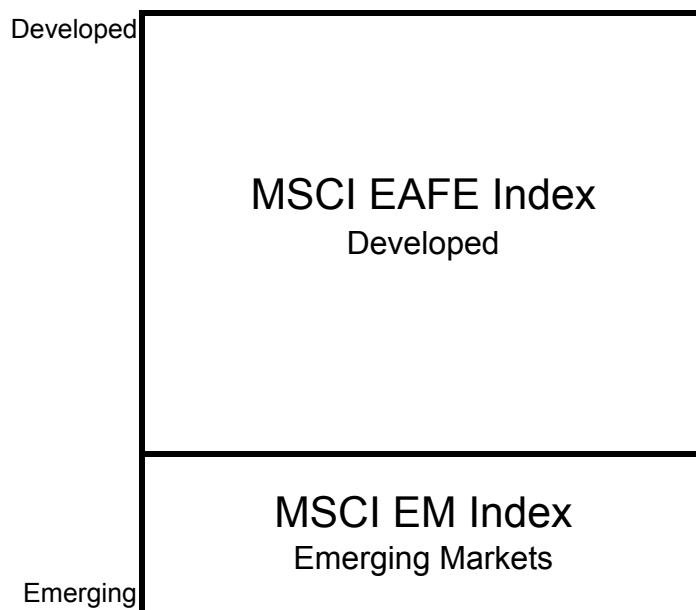 Developed
MSCI EAFE Index
Developed
MSCI EM Index
Emerging Markets
Emerging